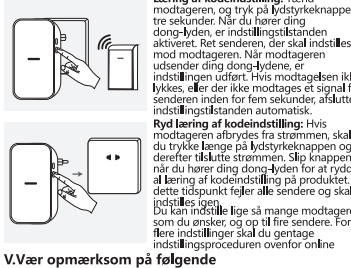 Læring af kodeindstilling: Tænd
modtageren, og tryk på lydstyrkeknappen
tre sekunder. Når du hører ding
dong-lyden, er indstillingstilstanden
aktiveret. Ret senderen, der skal indstilles
mod modtageren. Når modtageren
udsender ding dong-lydene, er
indstillingen udført. Hvis modtagelsen ikke
lykkes, eller der ikke modtages et signal fra
senderen inden for fem sekunder, afsluttes
indstillingstilstanden automatisk.
Ryd læring af kodeindstilling: Hvis
modtageren afbrydes fra strømmen, skal
du trykke længe på lydstyrkeknappen og
derefter tilslutte strømmen. Slip knappen,
når du hører ding dong-lyden for at rydde
al læring af kodeindstilling på produktet.
dette tidspunkt fejler alle sendere og skal
indstilles igen.
Du kan indstille lige så mange modtagere
som du ønsker, og op til fire sendere. For
flere indstillinger skal du gentage
indstillingsproceduren ovenfor online
V.Vær opmærksom på følgende